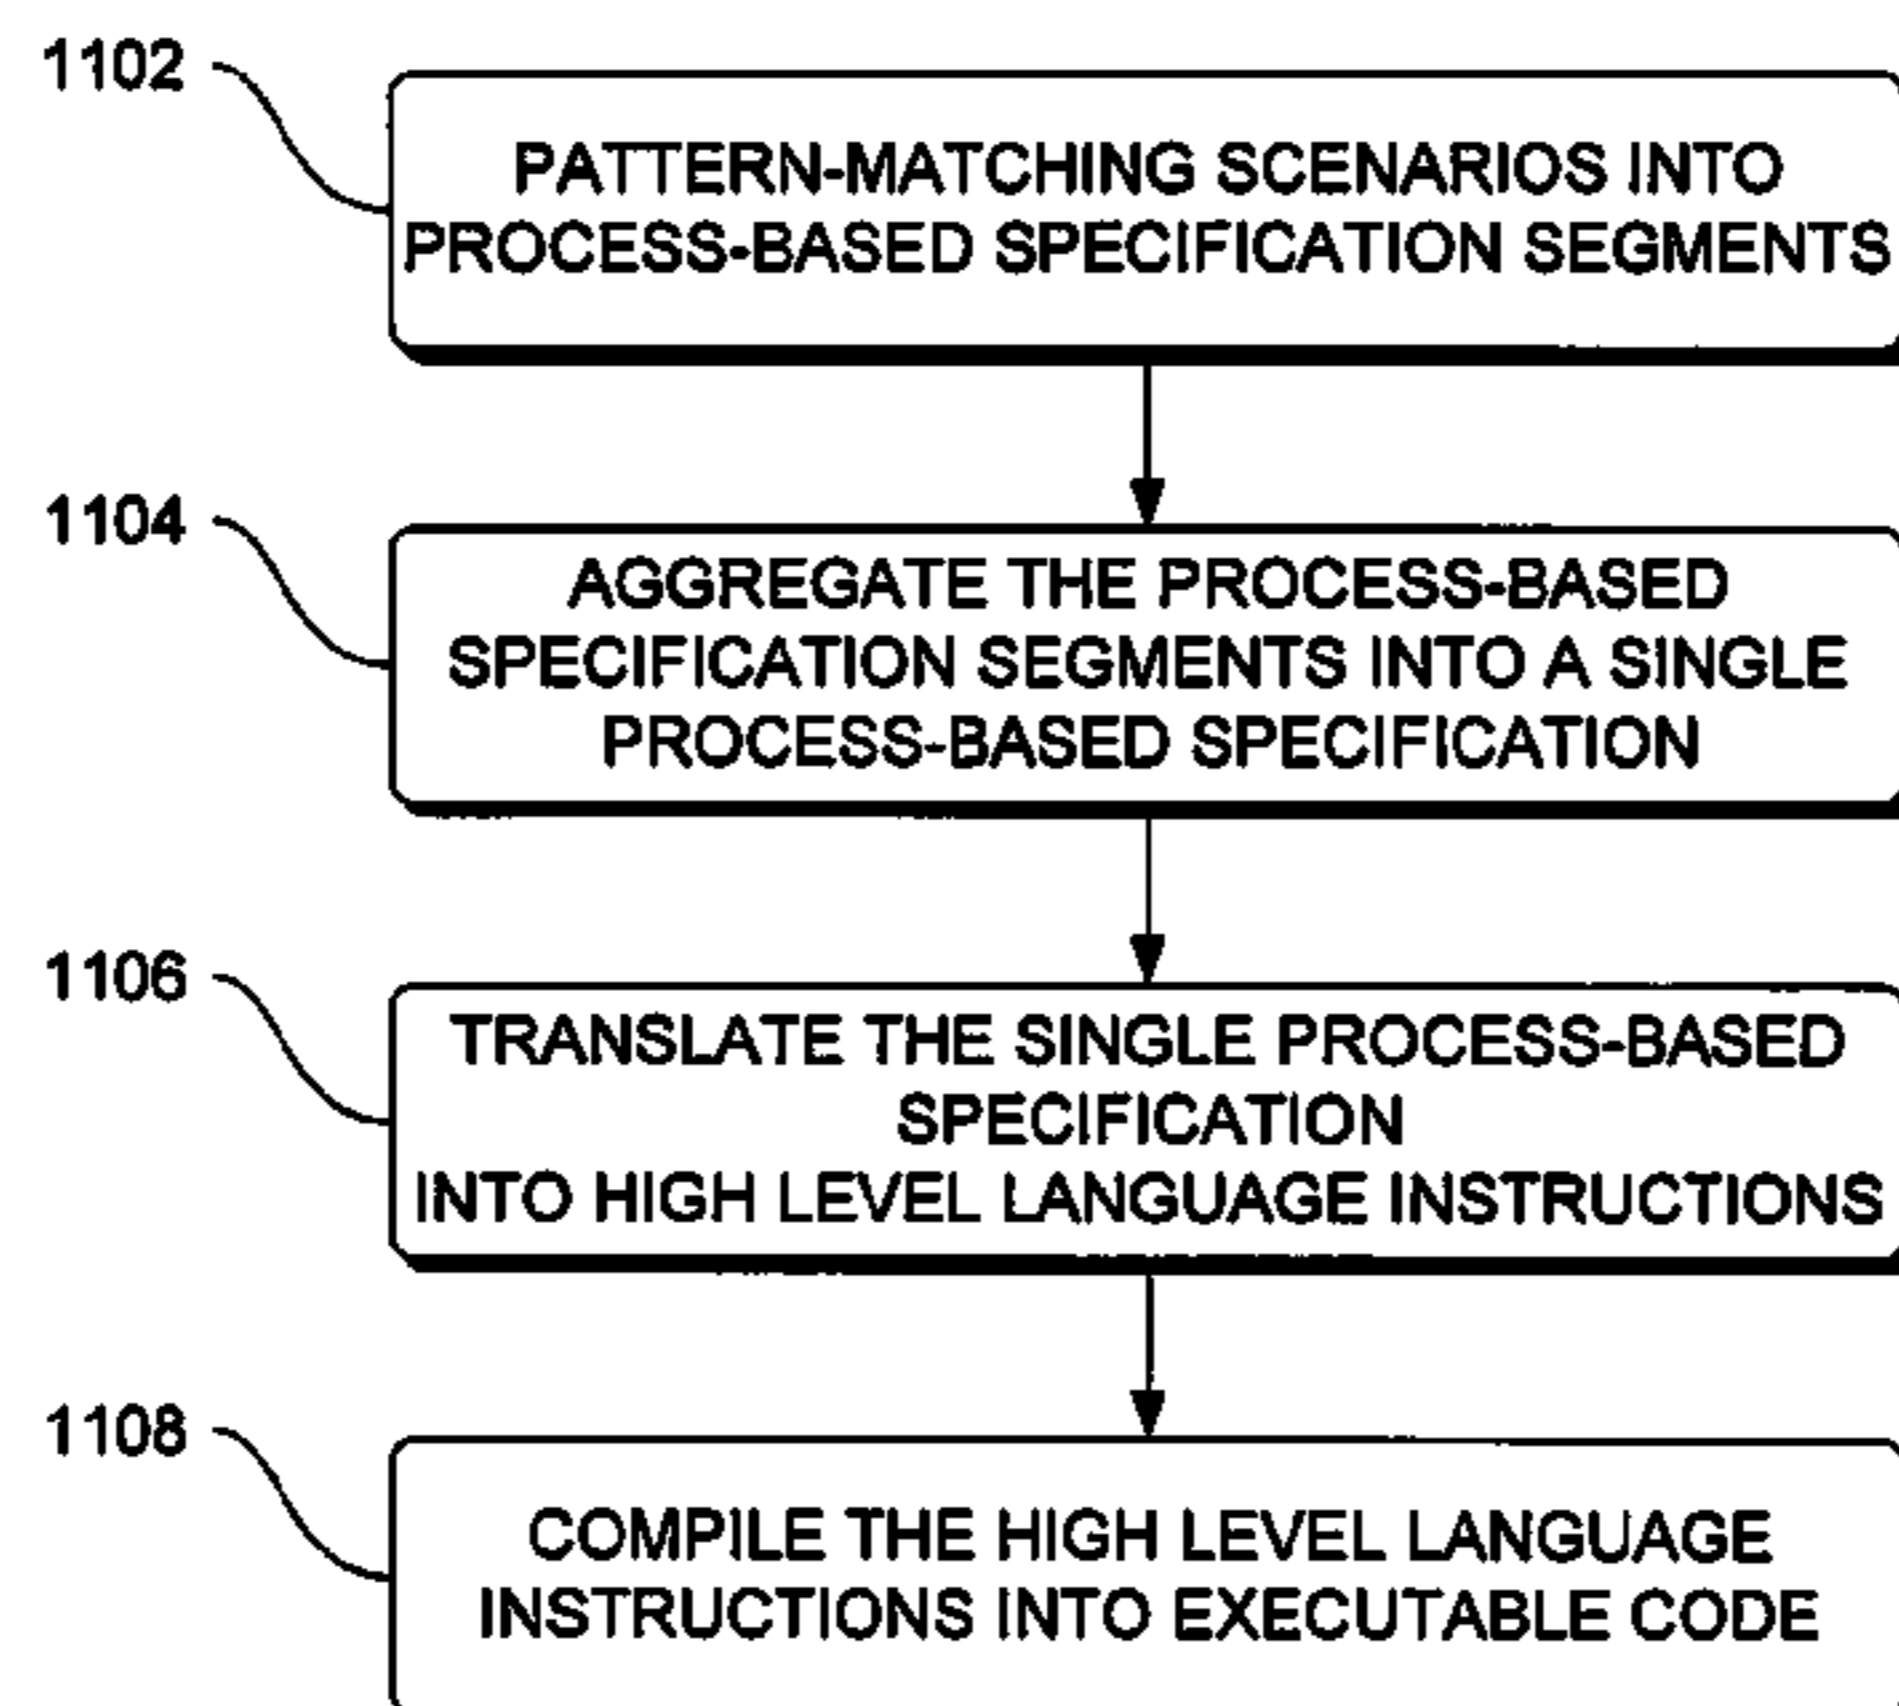 1102
PATTERN-MATCHING SCENARIOS INTO
PROCESS-BASED SPECIFICATION SEGMENTS
1104
AGGREGATE THE PROCESS-BASED
SPECIFICATION SEGMENTS INTO A SINGLE
PROCESS-BASED SPECIFICATION
1106
TRANSLATE THE SINGLE PROCESS-BASED
SPECIFICATION
INTO HIGH LEVEL LANGUAGE INSTRUCTIONS
1108
COMPILE THE HIGH LEVEL LANGUAGE
INSTRUCTIONS INTO EXECUTABLE CODE